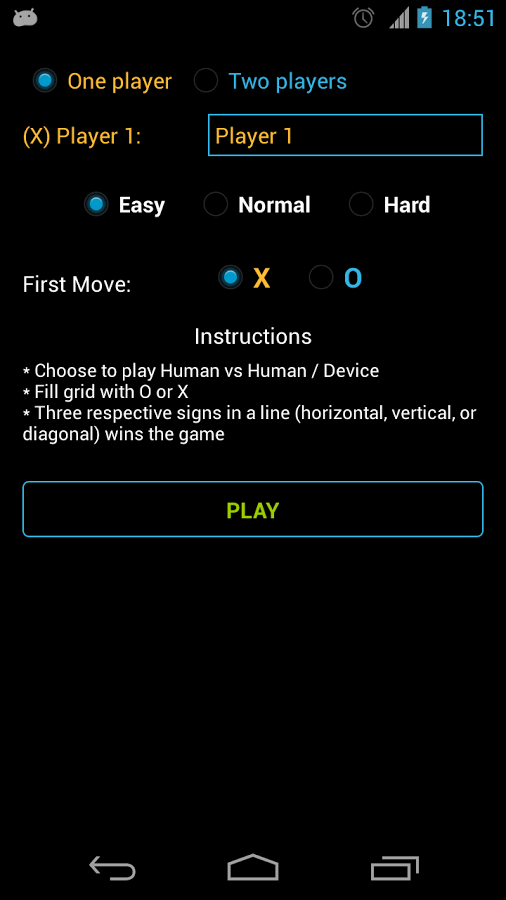 18:51
One player Two players
(X) Player 1: Player 1
Easy Normal Hard
First Move: X O
Instructions
* Choose to play Human vs Human / Device
* Fill grid with O or X
* Three respective signs in a line (horizontal, vertical, or
diagonal) wins the game
PLAY